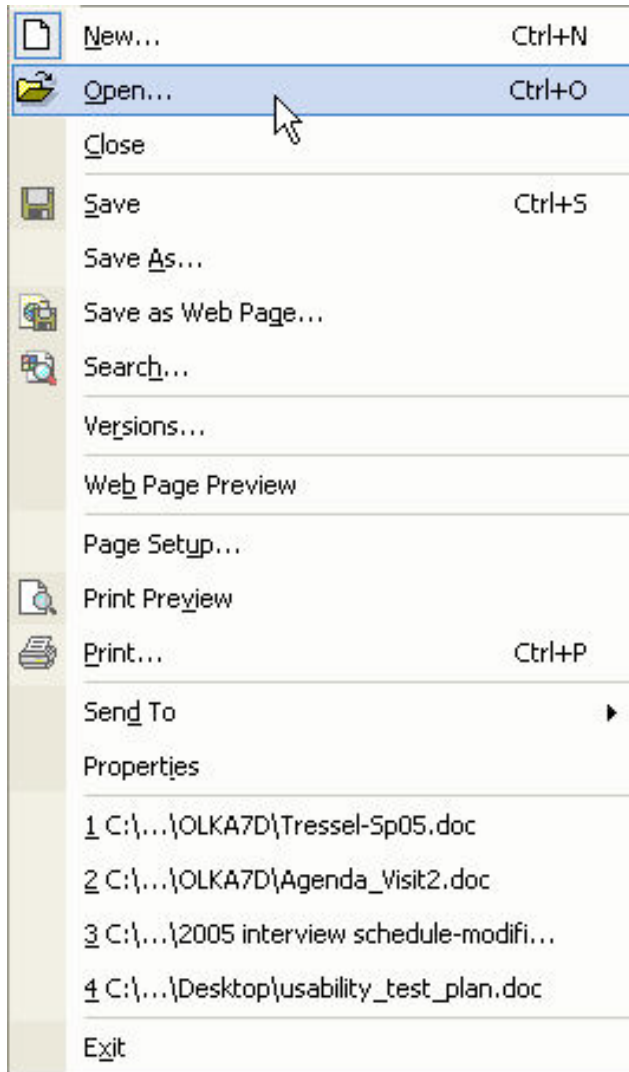 New... Ctrl+N
Open... Ctrl+O
Close
Save Ctrl+S
Save As...
Save as Web Page...
Search...
Versions...
Web Page Preview
Page Setup...
Print Preview
Print... Ctrl+P
Send To
Properties
1 C:\...\OLKA7D\Tressel-Sp05.doc
2 C:\...\OLKA7D\Agenda_Visit2.doc
3 C:\...\2005 interview schedule-modifi...
4 C:\...\Desktop\usability_test_plan.doc
Exit